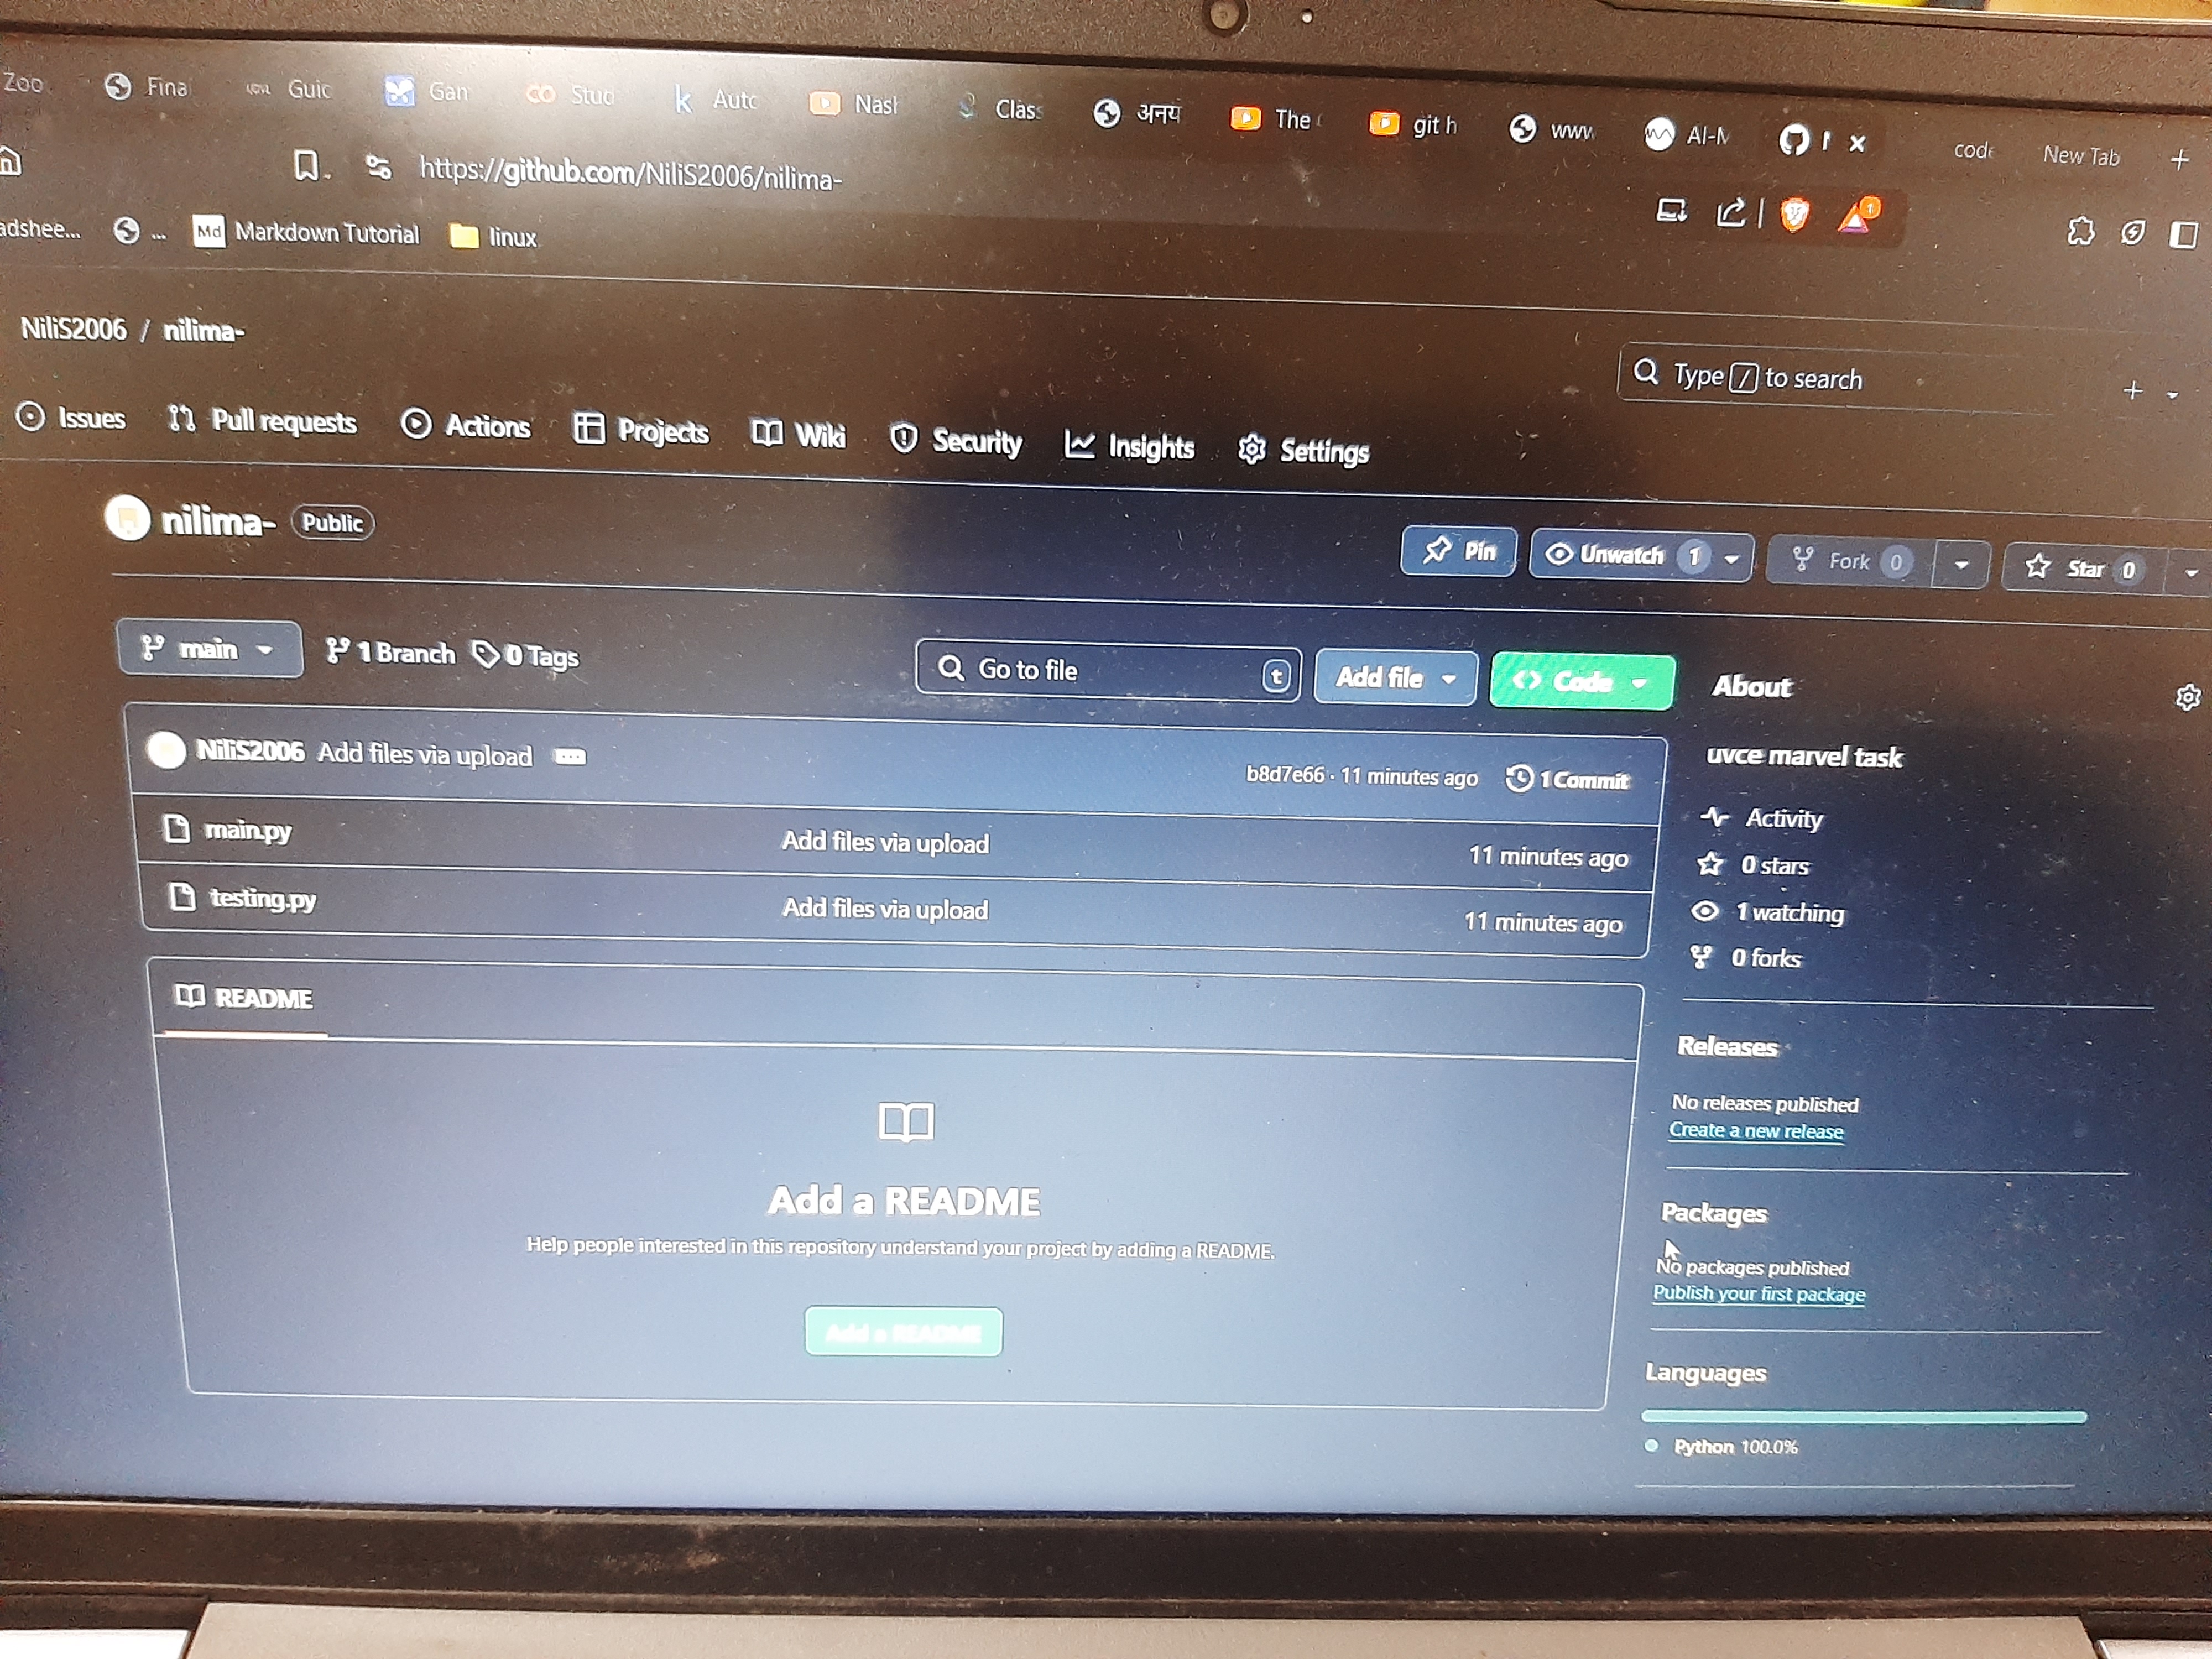 Zoo Fina Guic Gan Stud Autc Nasl Clas अनय The git h www. AI-M code New Tab
https://github.com/NiliS2006/nilima-
adshee... ... Md Markdown Tutorial linux
NiliS2006 / nilima-
Type / to search
Issues Pull requests Actions Projects Wiki Security Insights Settings
nilima- Public
Pin Unwatch 1 Fork 0 Star 0
main 1 Branch 0 Tags Go to file t Add file Code
NiliS2006 Add files via upload ... b8d7e66 · 11 minutes ago 1 Commit
main.py Add files via upload 11 minutes ago
testing.py Add files via upload 11 minutes ago
README
Add a README
Help people interested in this repository understand your project by adding a README.
Add a README
About
uvce marvel task
Activity
0 stars
1 watching
0 forks
Releases
No releases published
Create a new release
Packages
No packages published
Publish your first package
Languages
Python 100.0%